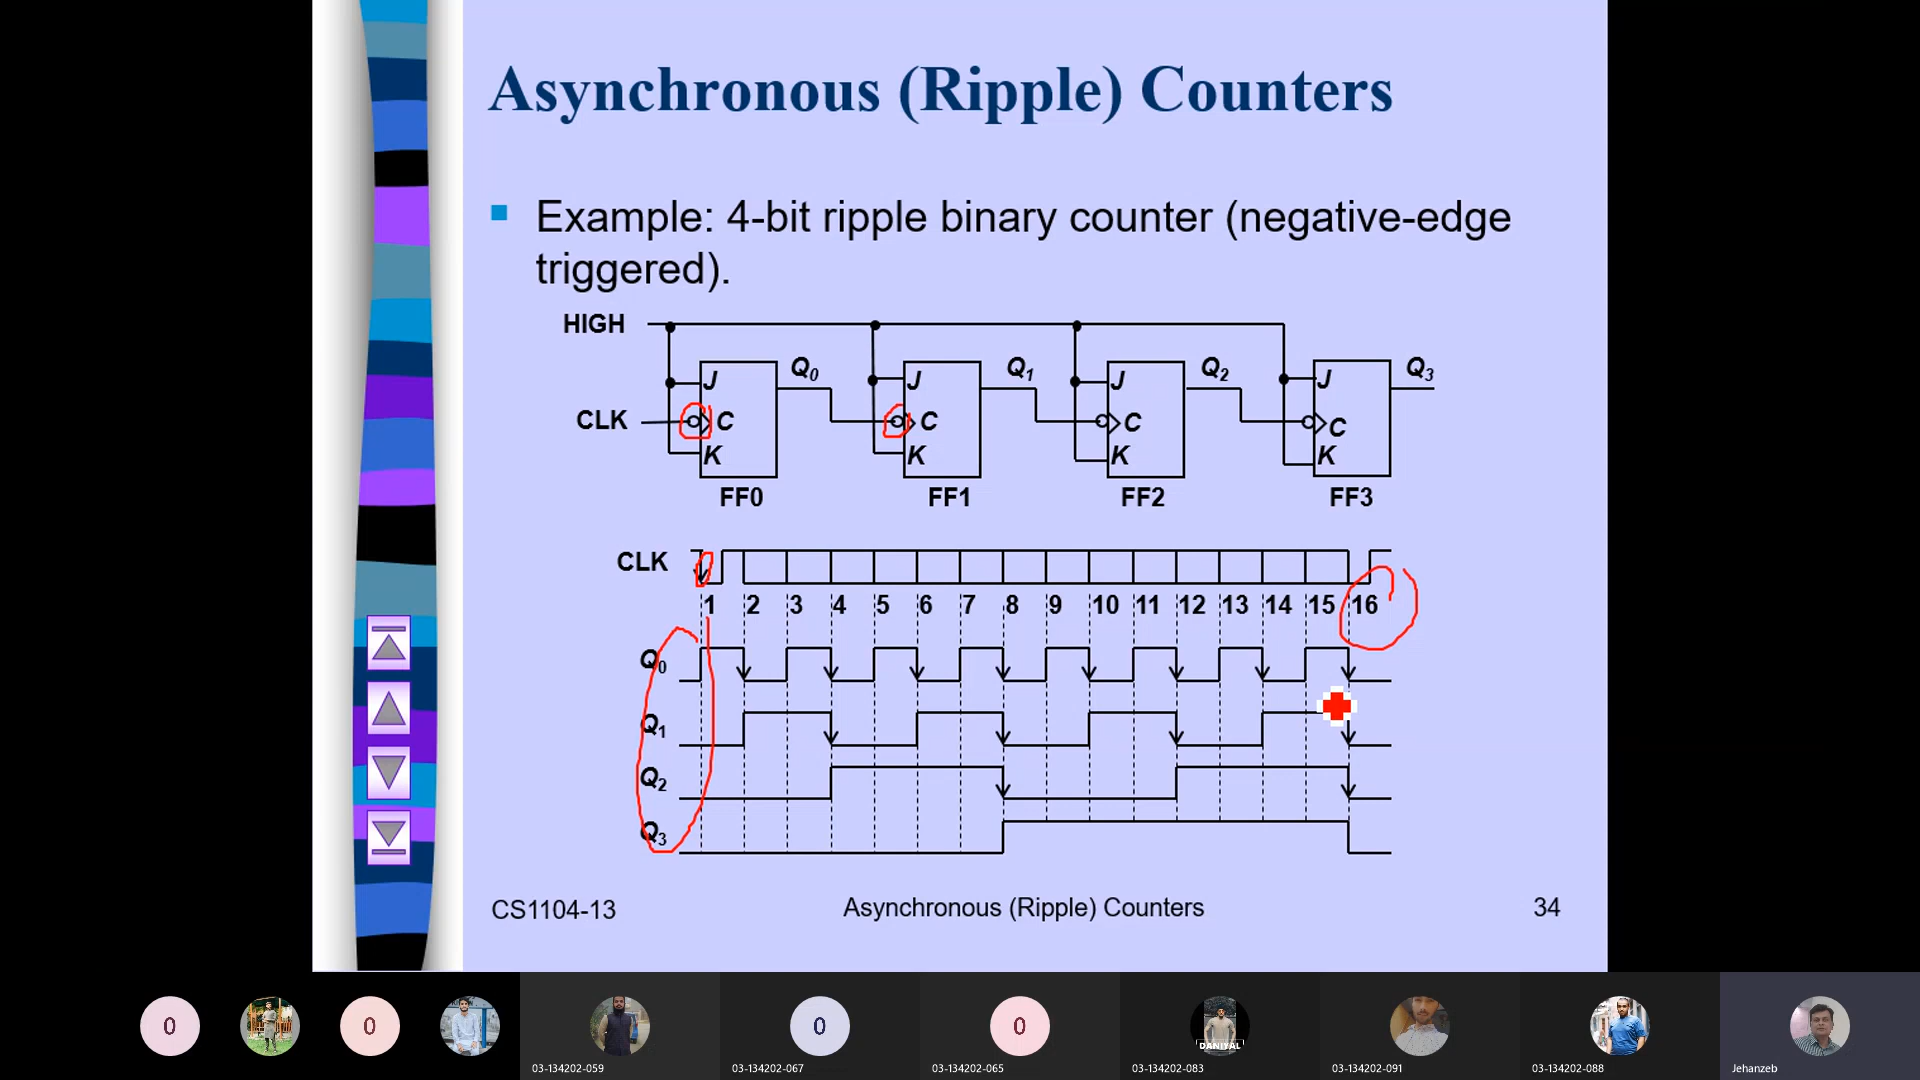 Asynchronous (Ripple) Counters
Example: 4-bit ripple binary counter (negative-edge
triggered).
HIGH
J Q0 J Q1 J Q2 J Q3
CLK C C C C
K K K K
FF0 FF1 FF2 FF3
CLK
1 2 3 4 5 6 7 8 9 10 11 12 13 14 15 16
Q0
Q1
Q2
Q3
CS1104-13 Asynchronous (Ripple) Counters 34
0 0 0 0
DANIYAL
03-134202-059 03-134202-067 03-134202-065 03-134202-083 03-134202-091 03-134202-088 Jehanzeb